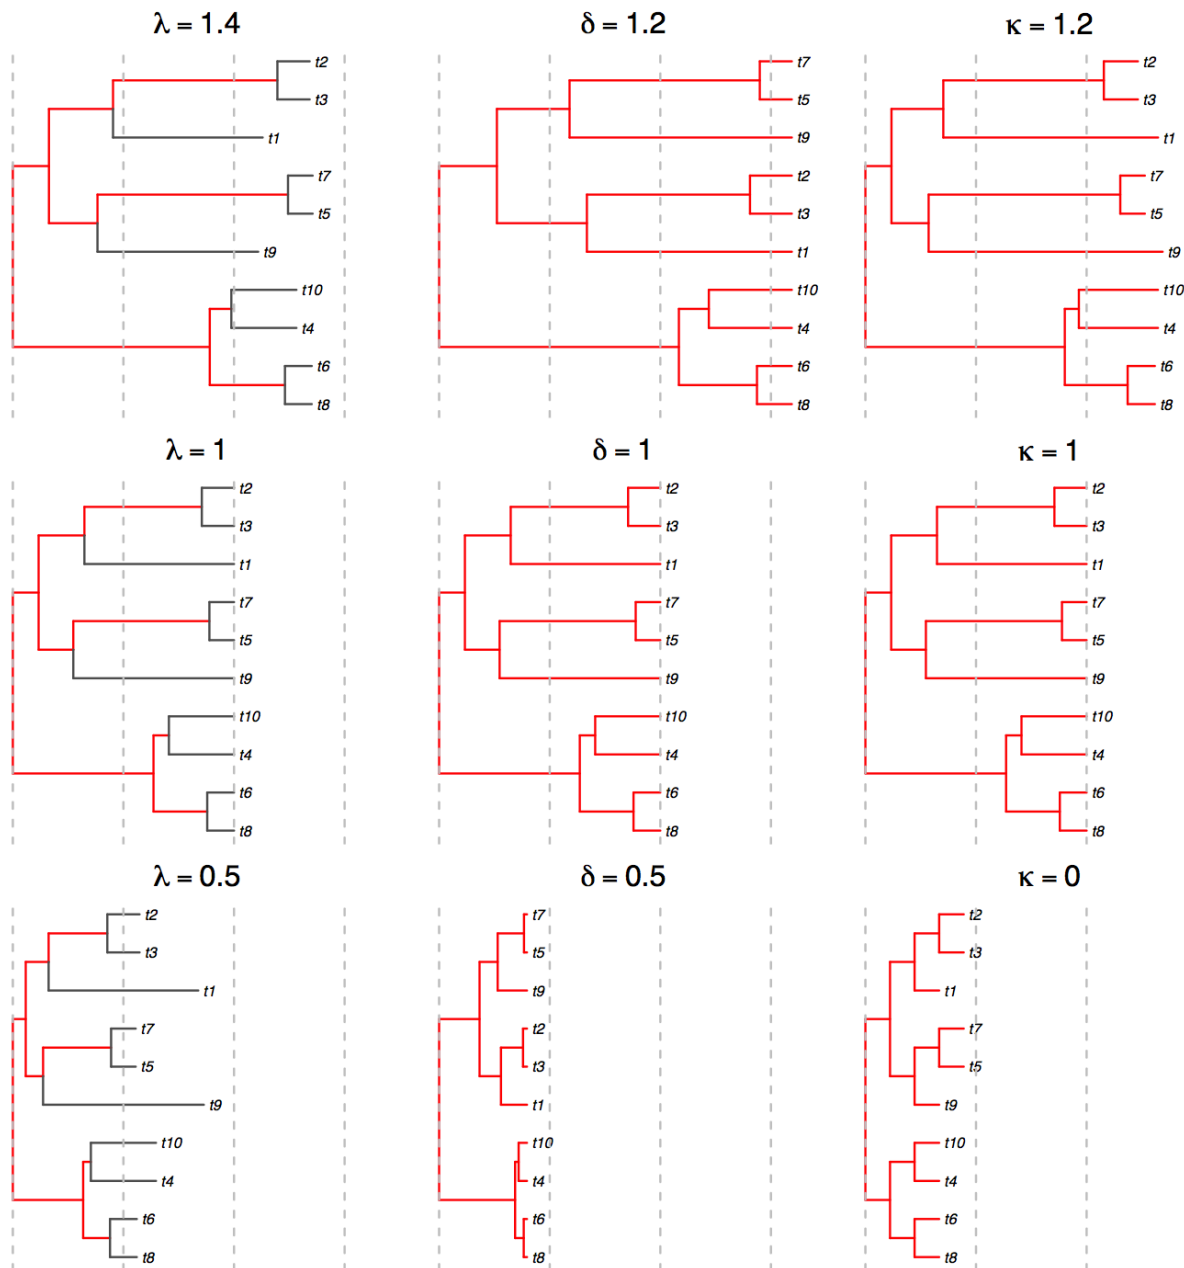 λ = 1.4
t2
t3
t1
t7
t5
t9
t10
t4
t6
t8
δ = 1.2
t7
t5
t9
t2
t3
t1
t10
t4
t6
t8
κ = 1.2
t2
t3
t1
t7
t5
t9
t10
t4
t6
t8
λ = 1
t2
t3
t1
t7
t5
t9
t10
t4
t6
t8
δ = 1
t2
t3
t1
t7
t5
t9
t10
t4
t6
t8
κ = 1
t2
t3
t1
t7
t5
t9
t10
t4
t6
t8
λ = 0.5
t2
t3
t1
t7
t5
t9
t10
t4
t6
t8
δ = 0.5
t7
t5
t9
t2
t3
t1
t10
t4
t6
t8
κ = 0
t2
t3
t1
t7
t5
t9
t10
t4
t6
t8